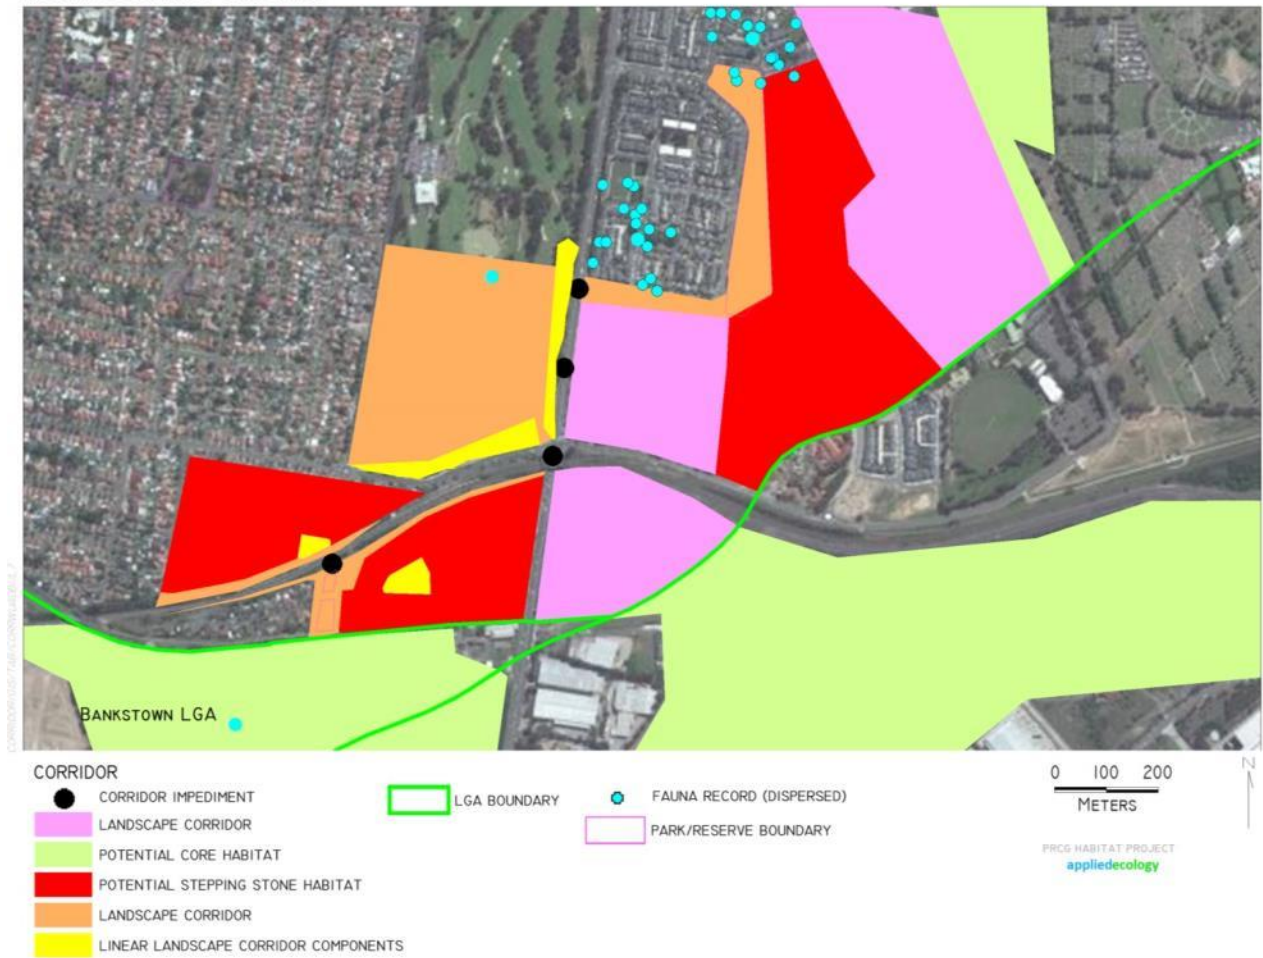 BANKSTOWN LGA
CORRIDOR
CORRIDOR IMPEDIMENT
LANDSCAPE CORRIDOR
POTENTIAL CORE HABITAT
POTENTIAL STEPPING STONE HABITAT
LANDSCAPE CORRIDOR
LINEAR LANDSCAPE CORRIDOR COMPONENTS
LGA BOUNDARY
FAUNA RECORD (DISPERSED)
PARK/RESERVE BOUNDARY
0 100 200
METERS
N
PRCG HABITAT PROJECT
appliedecology